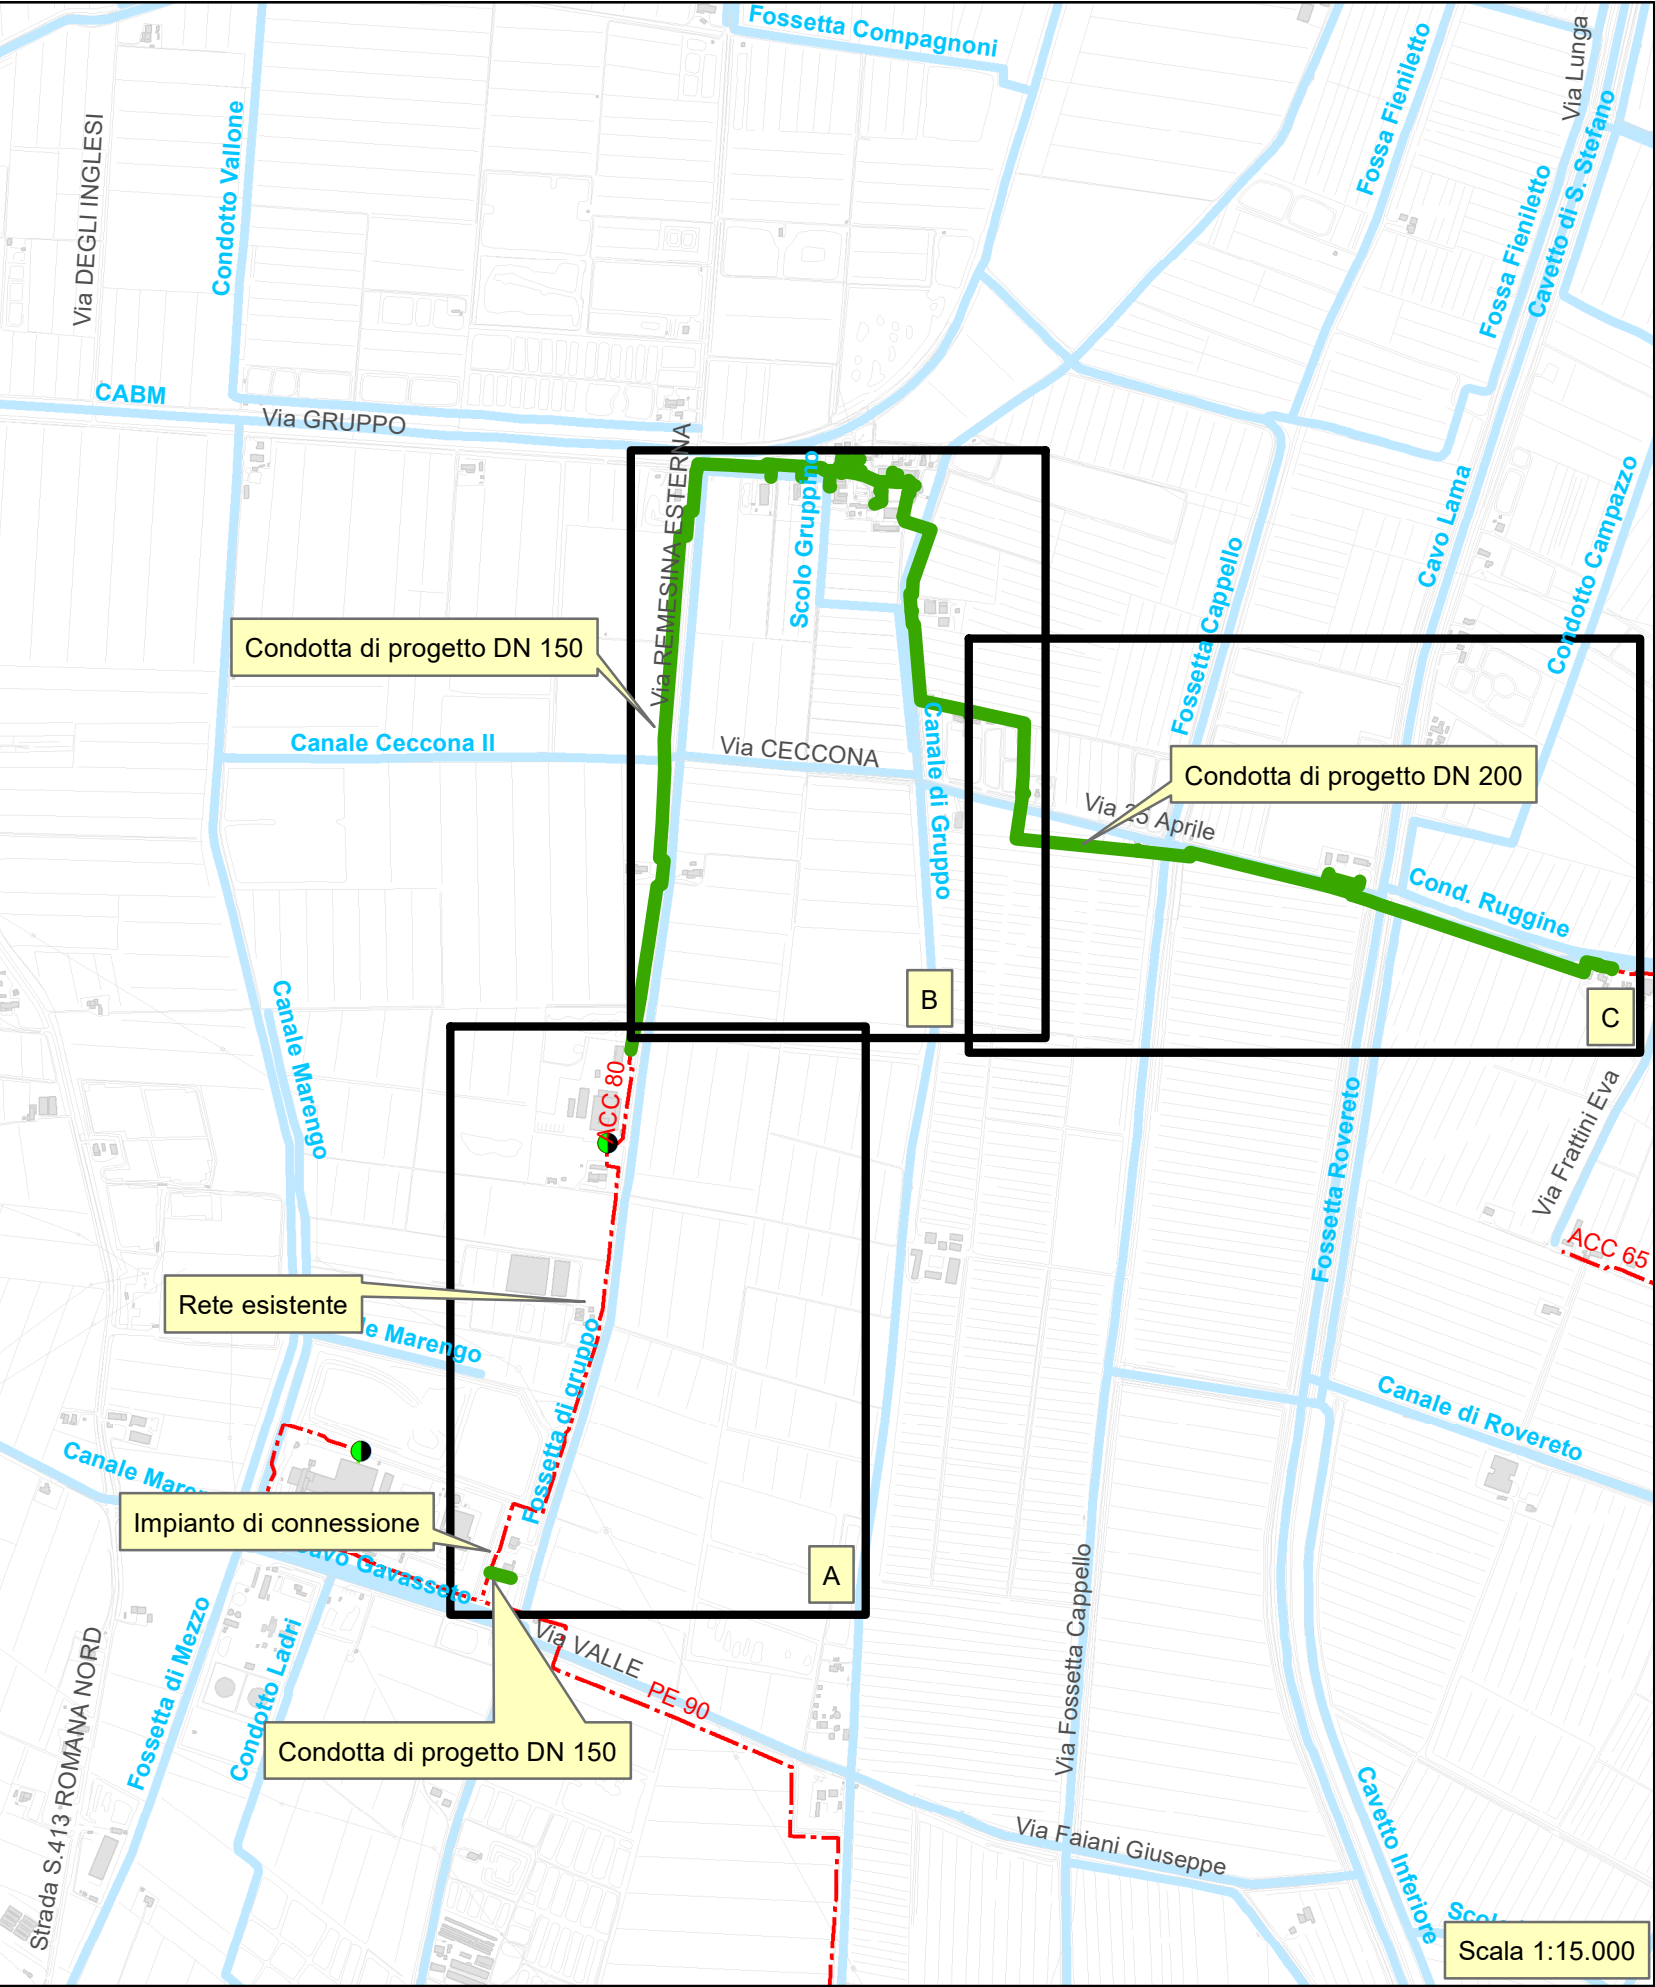 Fossetta Compagnoni
Via Lunga
Fossa Fieniletto
Cavetto di S. Stefano
Condotto Vallone
Via DEGLI INGLESI
Fossa Fieniletto
CABM
Via GRUPPO
Via REMESINA ESTERNA
Scolo Gruppino
Cavo Lama
Condotto Campazzo
Fossetta Cappello
Condotta di progetto DN 150
Canale Ceccona II
Via CECCONA
Canale di Gruppo
Condotta di progetto DN 200
Via 25 Aprile
Cond. Ruggine
B
C
Canale Marengo
ACC 80
Fossetta Rovereto
Via Frattini Eva
ACC 65
Rete esistente
le Marengo
Fossetta di gruppo
Canale di Rovereto
Canale Mare
Impianto di connessione
Cavo Gavasseto
A
Via VALLE
PE 90
Fossetta di Mezzo
Condotto Ladri
Strada S.413 ROMANA NORD
Via Fossetta Cappello
Condotta di progetto DN 150
Via Faiani Giuseppe
Cavetto Inferiore
Scolo
Scala 1:15.000